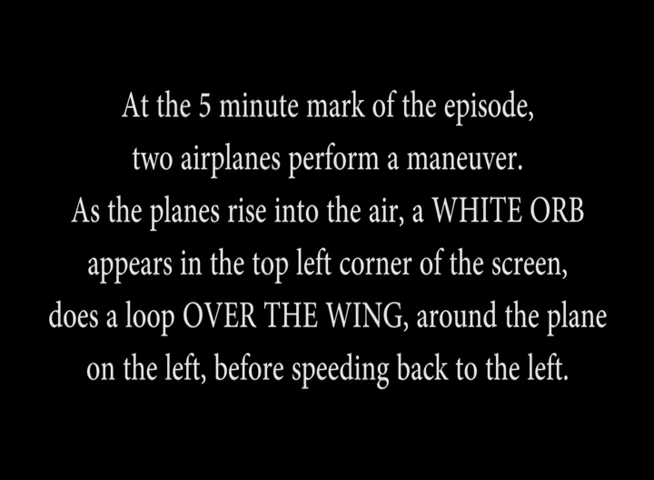 At the 5 minute mark of the episode,
two airplanes perform a maneuver.
As the planes rise into the air, a WHITE ORB
appears in the top left corner of the screen,
does a loop OVER THE WING, around the plane
on the left, before speeding back to the left.